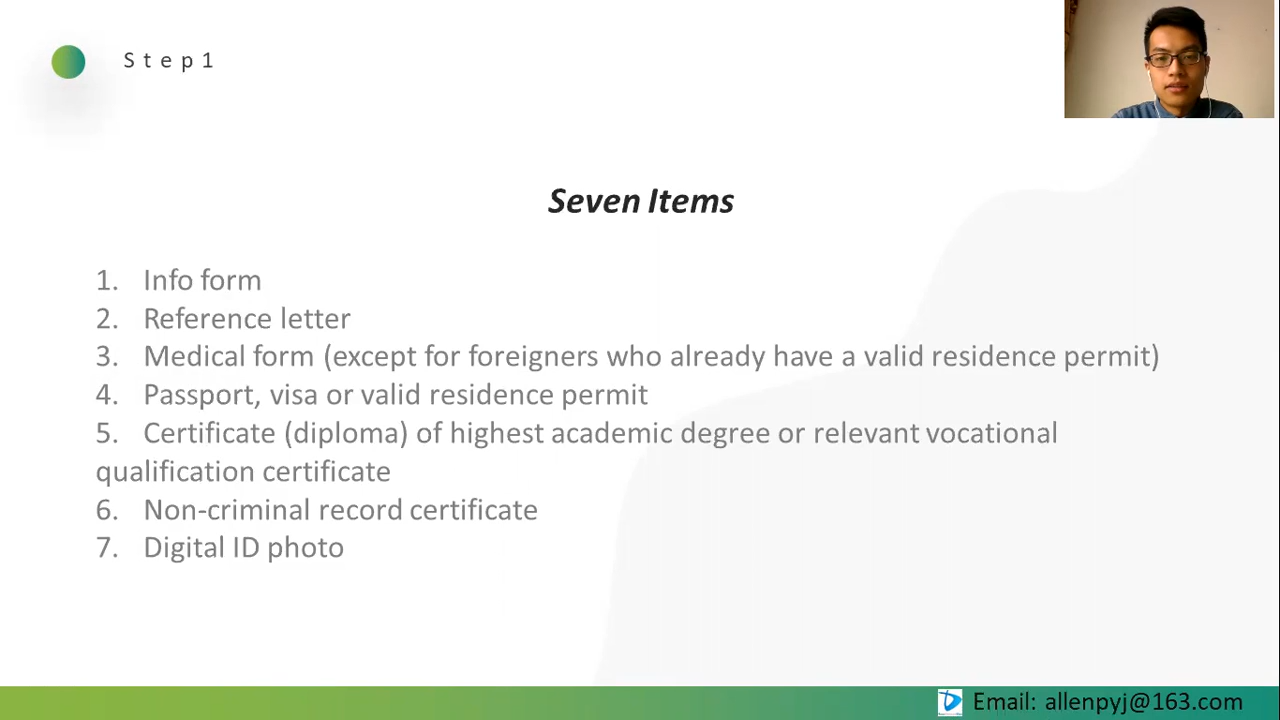 Step1
Seven Items
1. Info form
2. Reference letter
3. Medical form (except for foreigners who already have a valid residence permit)
4. Passport, visa or valid residence permit
5. Certificate (diploma) of highest academic degree or relevant vocational
qualification certificate
6. Non-criminal record certificate
7. Digital ID photo
Email: allenpyj@163.com